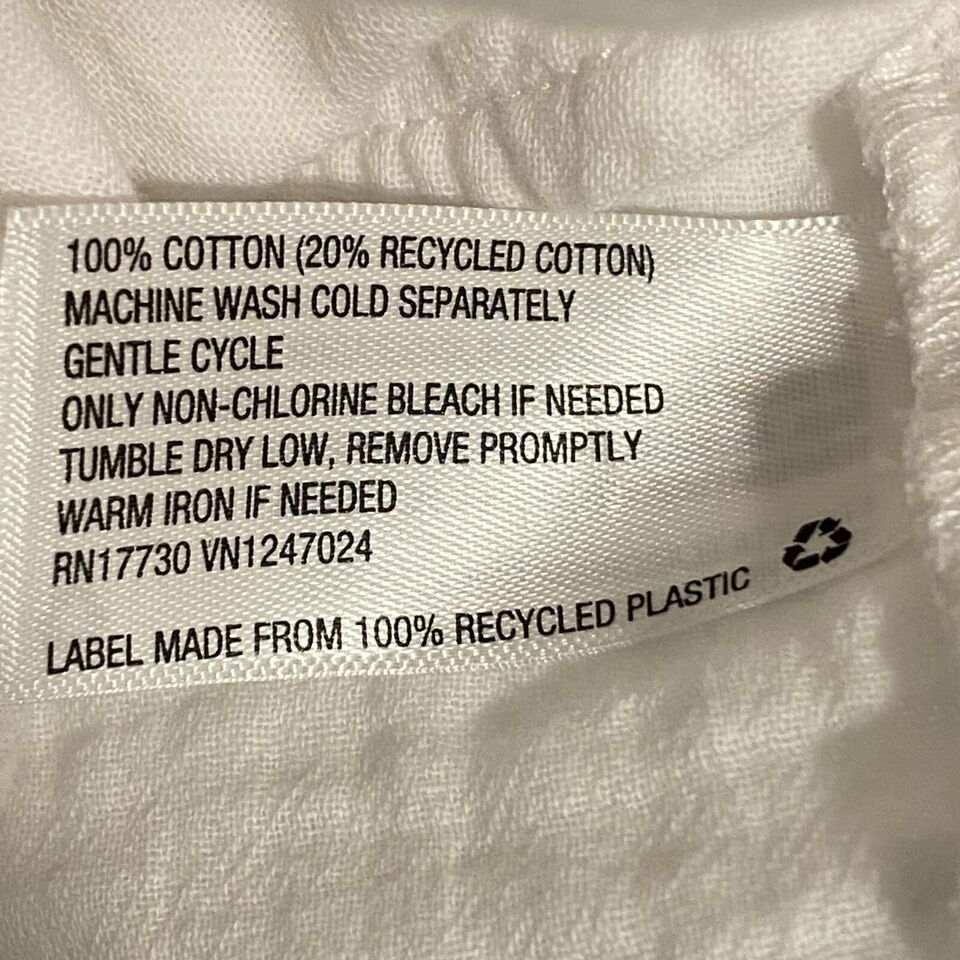 100% COTTON (20% RECYCLED COTTON)
MACHINE WASH COLD SEPARATELY
GENTLE CYCLE
ONLY NON-CHLORINE BLEACH IF NEEDED
TUMBLE DRY LOW, REMOVE PROMPTLY
WARM IRON IF NEEDED
RN17730 VN1247024
LABEL MADE FROM 100% RECYCLED PLASTIC